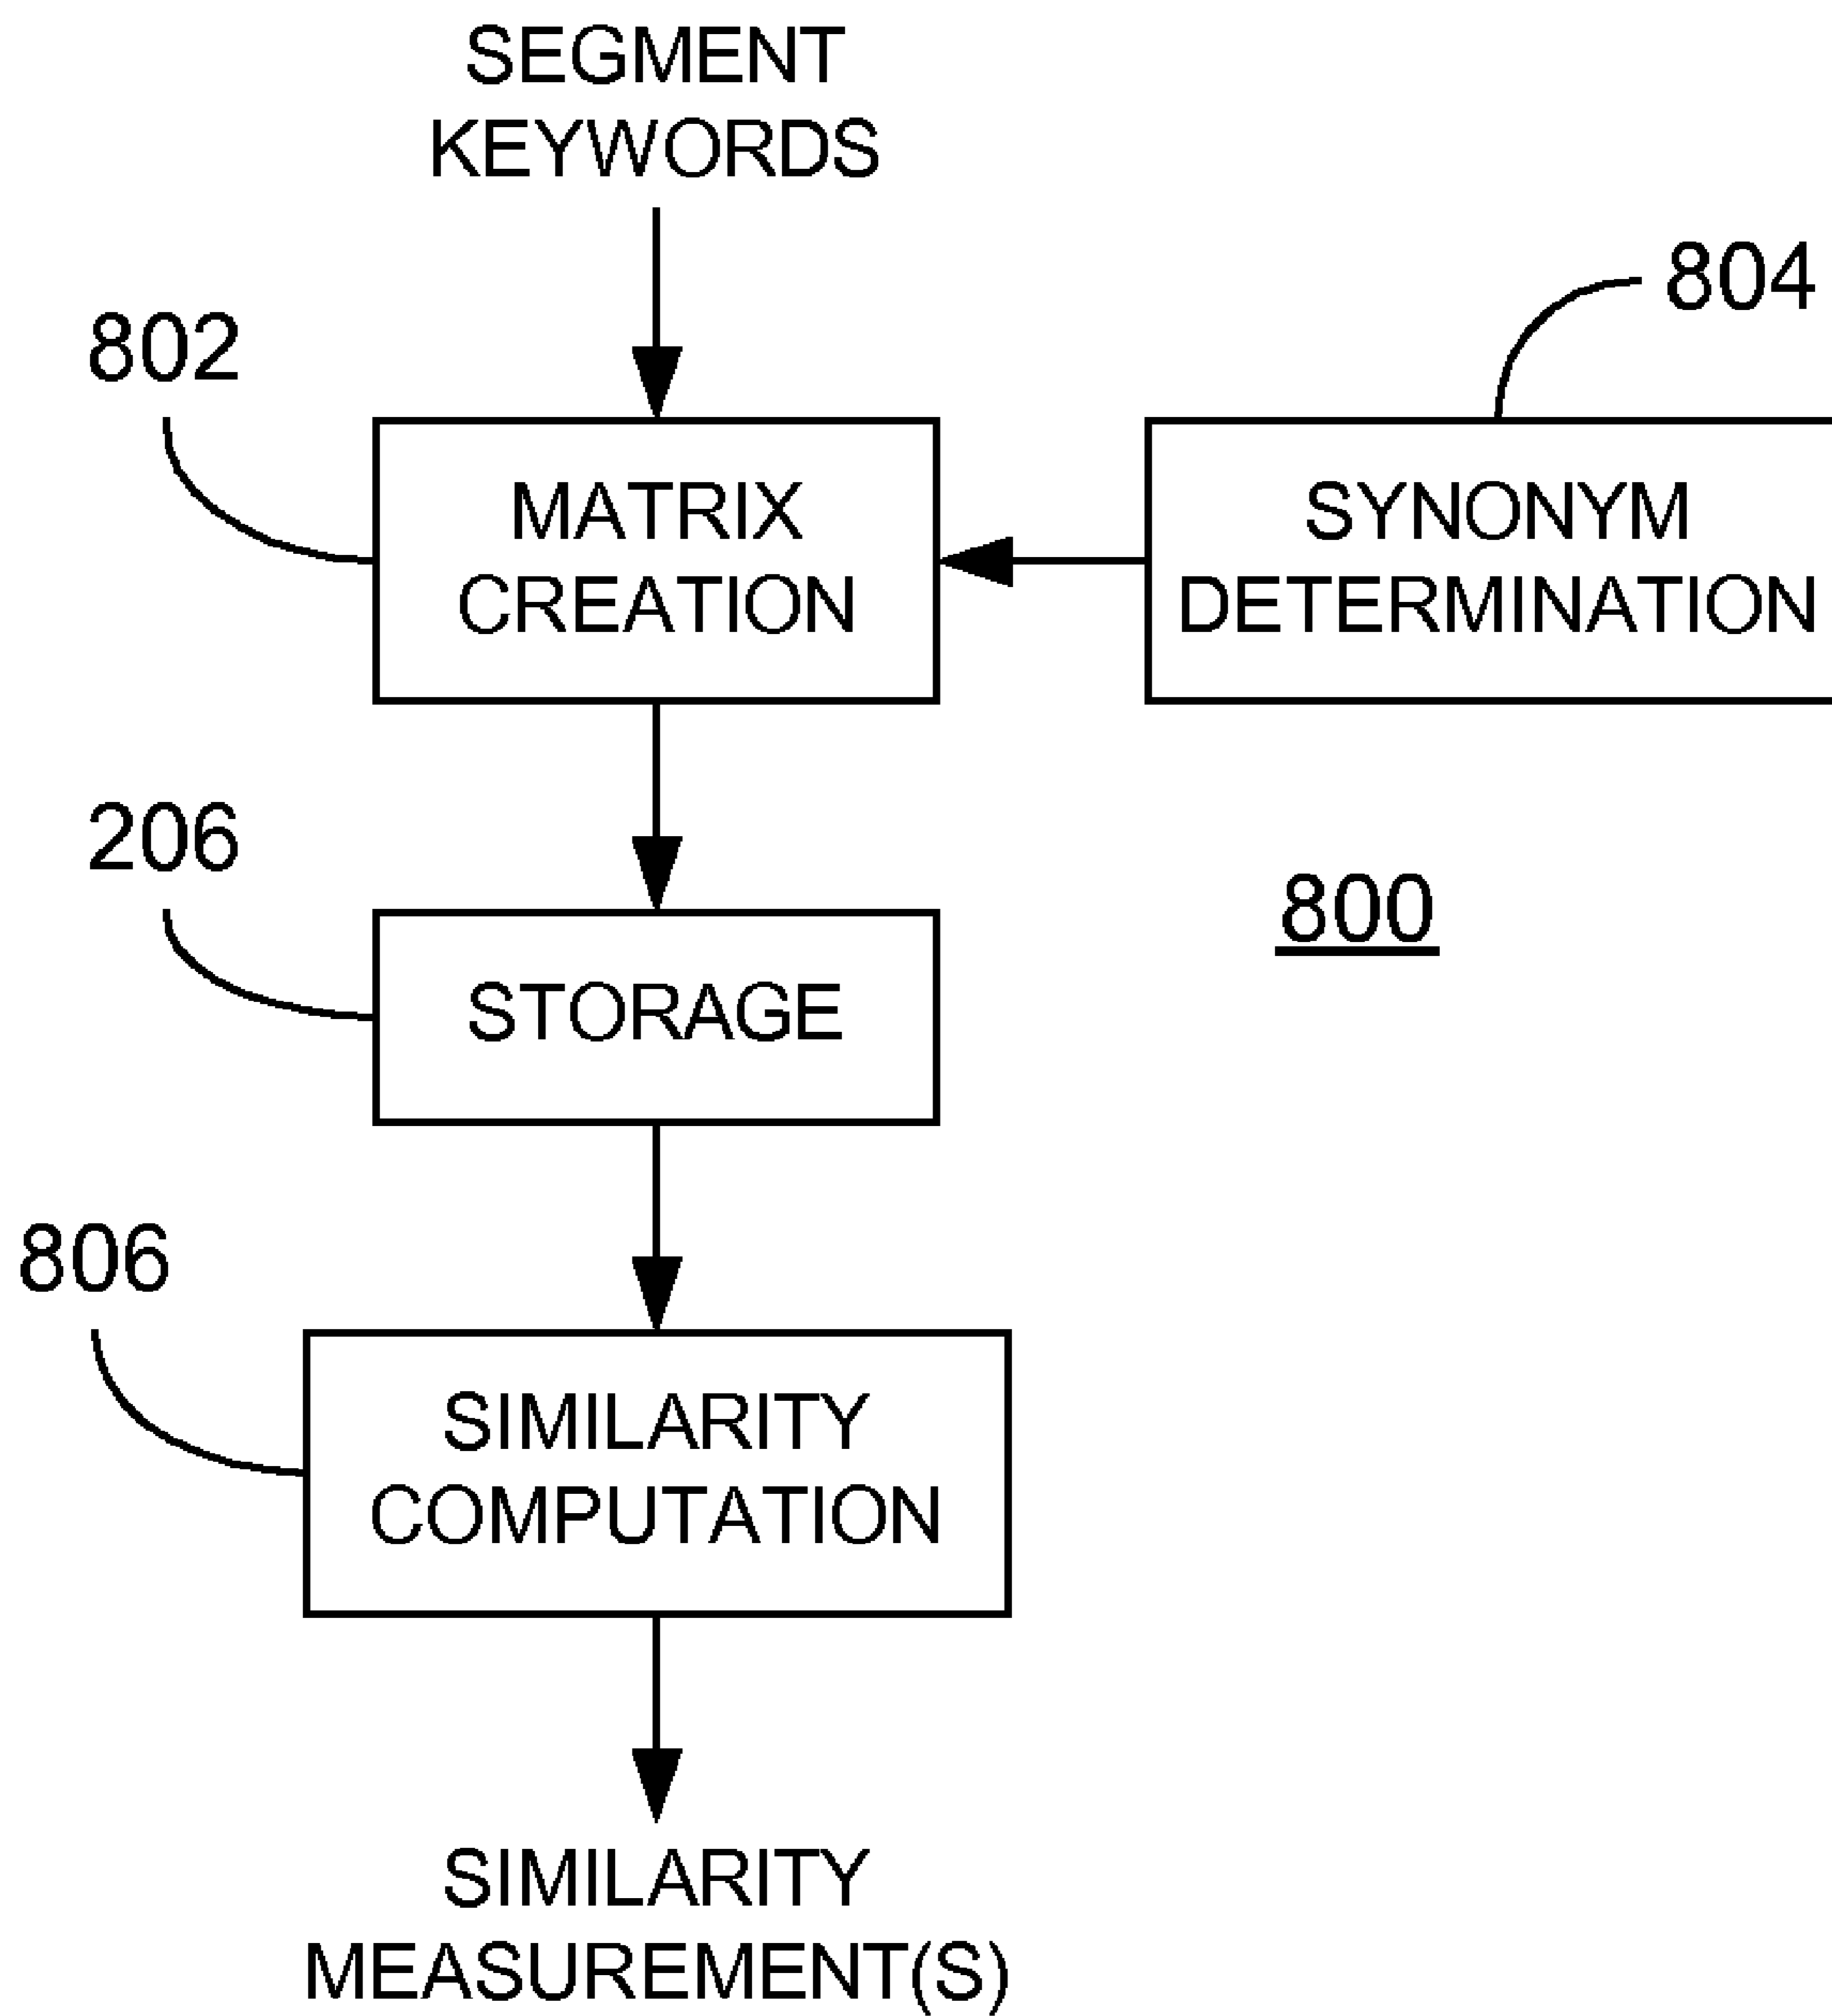 SEGMENT
KEYWORDS
804
802
MATRIX
CREATION
SYNONYM
DETERMINATION
206
800
STORAGE
806
SIMILARITY
COMPUTATION
SIMILARITY
MEASUREMENT(S)